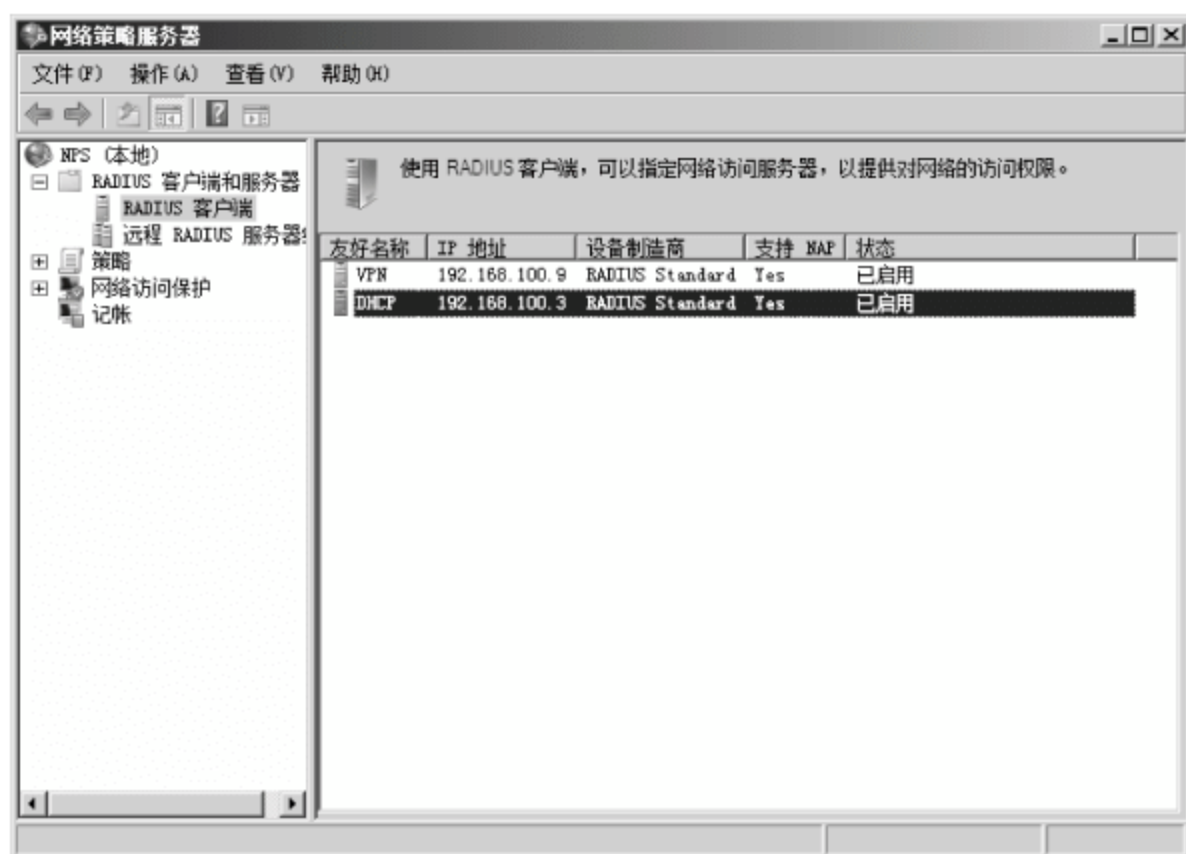 网络策略服务器
文件(F) 操作(A) 查看(V) 帮助(H)
NPS (本地)
RADIUS 客户端和服务器
RADIUS 客户端
远程 RADIUS 服务器
策略
网络访问保护
记帐
使用 RADIUS 客户端，可以指定网络访问服务器，以提供对网络的访问权限。
友好名称 IP 地址 设备制造商 支持 NAP 状态
VPN 192.168.100.9 RADIUS Standard Yes 已启用
DHCP 192.168.100.3 RADIUS Standard Yes 已启用